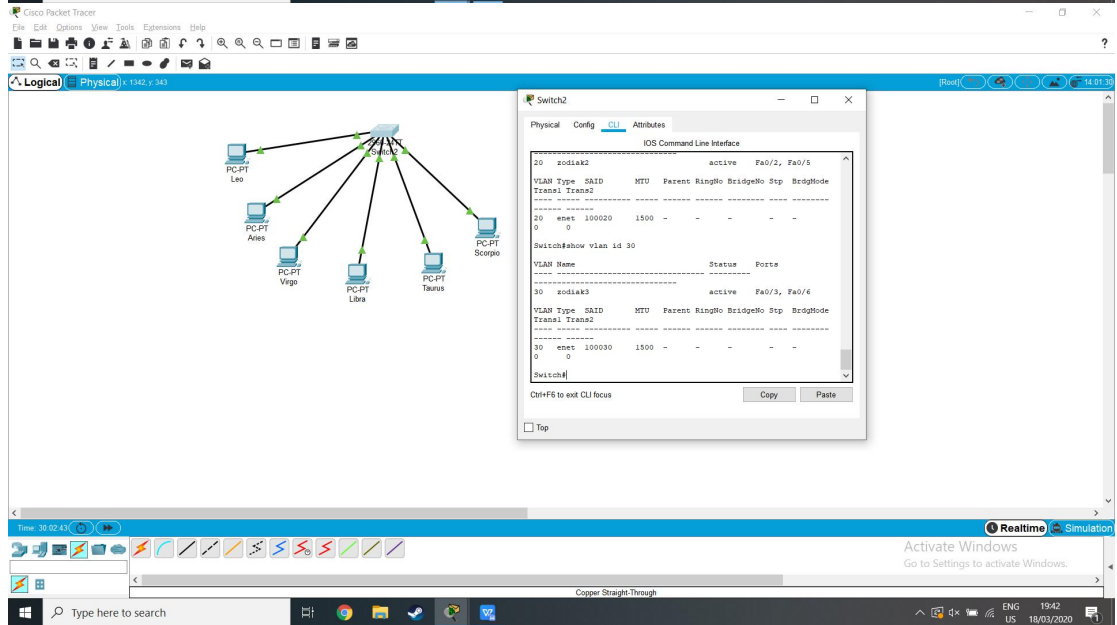 Cisco Packet Tracer
File Edit Options View Tools Extensions Help
?
Logical Physical x: 1342, y: 343 [Root] 14:01:30
Switch2
Physical Config CLI Attributes
IOS Command Line Interface
20 zodiak2 active Fa0/2, Fa0/5
VLAN Type SAID MTU Parent RingNo BridgeNo Stp BrdgMode
Trans1 Trans2
---- ----- ---------- ----- ------ ------ -------- ---- --------
------ ------
20 enet 100020 1500 - - - - -
0 0
Switch#show vlan id 30
VLAN Name Status Ports
---- -------------------------------- ---------
-------------------------------
30 zodiak3 active Fa0/3, Fa0/6
VLAN Type SAID MTU Parent RingNo BridgeNo Stp BrdgMode
Trans1 Trans2
---- ----- ---------- ----- ------ ------ -------- ---- --------
------ ------
30 enet 100030 1500 - - - - -
0 0
Switch#
Ctrl+F6 to exit CLI focus
Copy Paste
Top
Switch2
PC-PT
Leo
PC-PT
Aries
PC-PT
Virgo
PC-PT
Libra
PC-PT
Taurus
PC-PT
Scorpio
Time: 30:02:43
Realtime Simulation
Activate Windows
Go to Settings to activate Windows.
Copper Straight-Through
Type here to search
ENG
US
19:42
18/03/2020